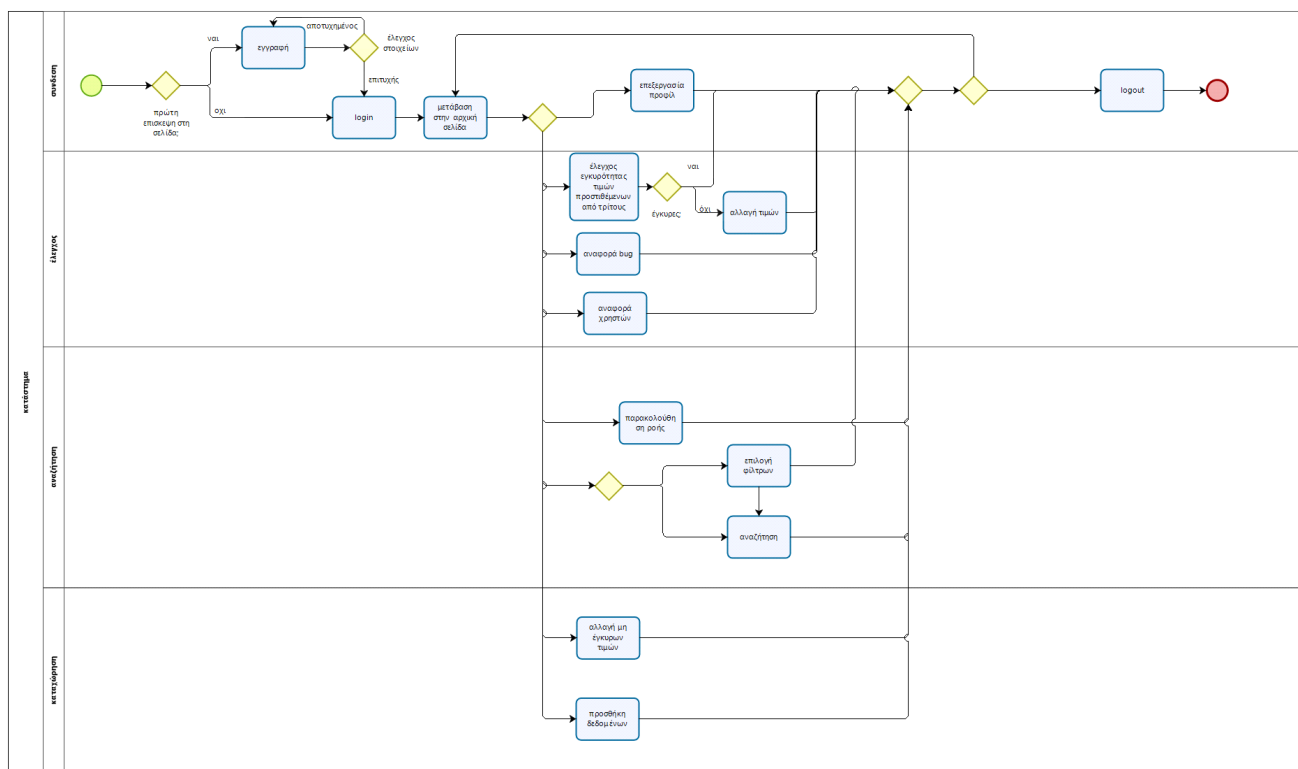 κατάστημα
σύνδεση
ναι
εγγραφή
αποτυχημένος
έλεγχος
στοιχείων
επιτυχής
πρώτη
επισκεψη στη
σελίδα;
όχι
login
μετάβαση
στην αρχική
σελίδα
επεξεργασία
προφίλ
logout
έλεγχος
έλεγχος
εγκυρότητας
τιμών
προστιθέμενων
από τρίτους
ναι
έγκυρες;
όχι
αλλαγή τιμών
αναφορά bug
αναφορά
χρηστών
αναζήτηση
παρακολούθη
ση ροής
επιλογή
φίλτρων
αναζήτηση
καταχώρηση
αλλαγή μη
έγκυρων
τιμών
προσθήκη
δεδομένων